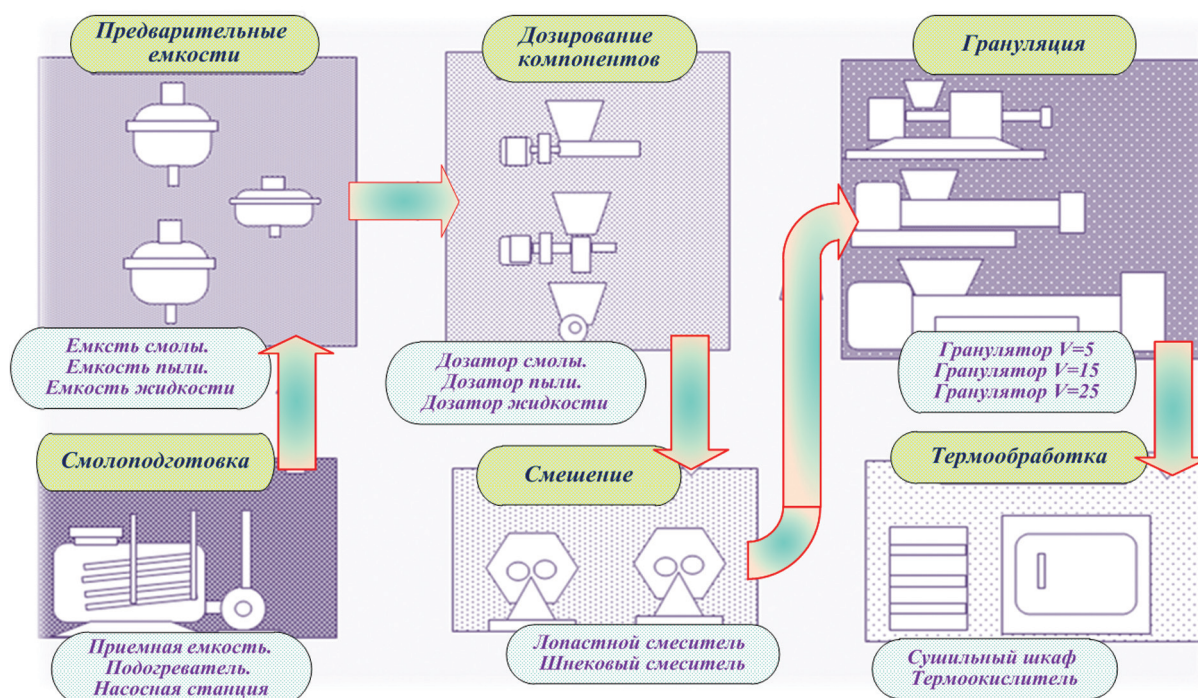 Предварительные
емкости
Емксть смолы.
Емкость пыли.
Емкость жидкости
Смолоподготовка
Приемная емкость.
Подогреватель.
Насосная станция
Дозирование
компонентов
Дозатор смолы.
Дозатор пыли.
Дозатор жидкости
Смешение
Лопастной смеситель
Шнековый смеситель
Грануляция
Гранулятор V=5
Гранулятор V=15
Гранулятор V=25
Термообработка
Сушильный шкаф
Термоокислитель